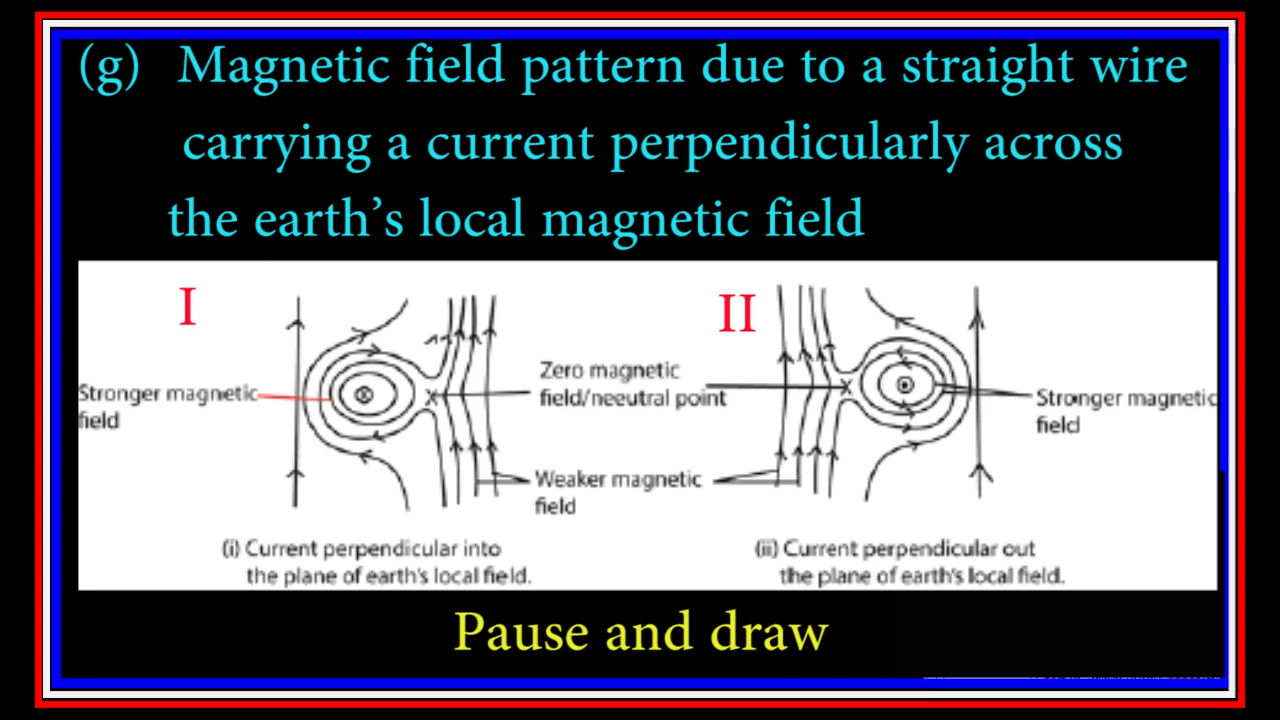 (g) Magnetic field pattern due to a straight wire
carrying a current perpendicularly across
the earth's local magnetic field
I
II
Stronger magnetic
field
Zero magnetic
field/neeutral point
Stronger magnetic
field
Weaker magnetic
field
(i) Current perpendicular into
the plane of earth's local field.
(ii) Current perpendicular out
the plane of earth's local field.
Pause and draw